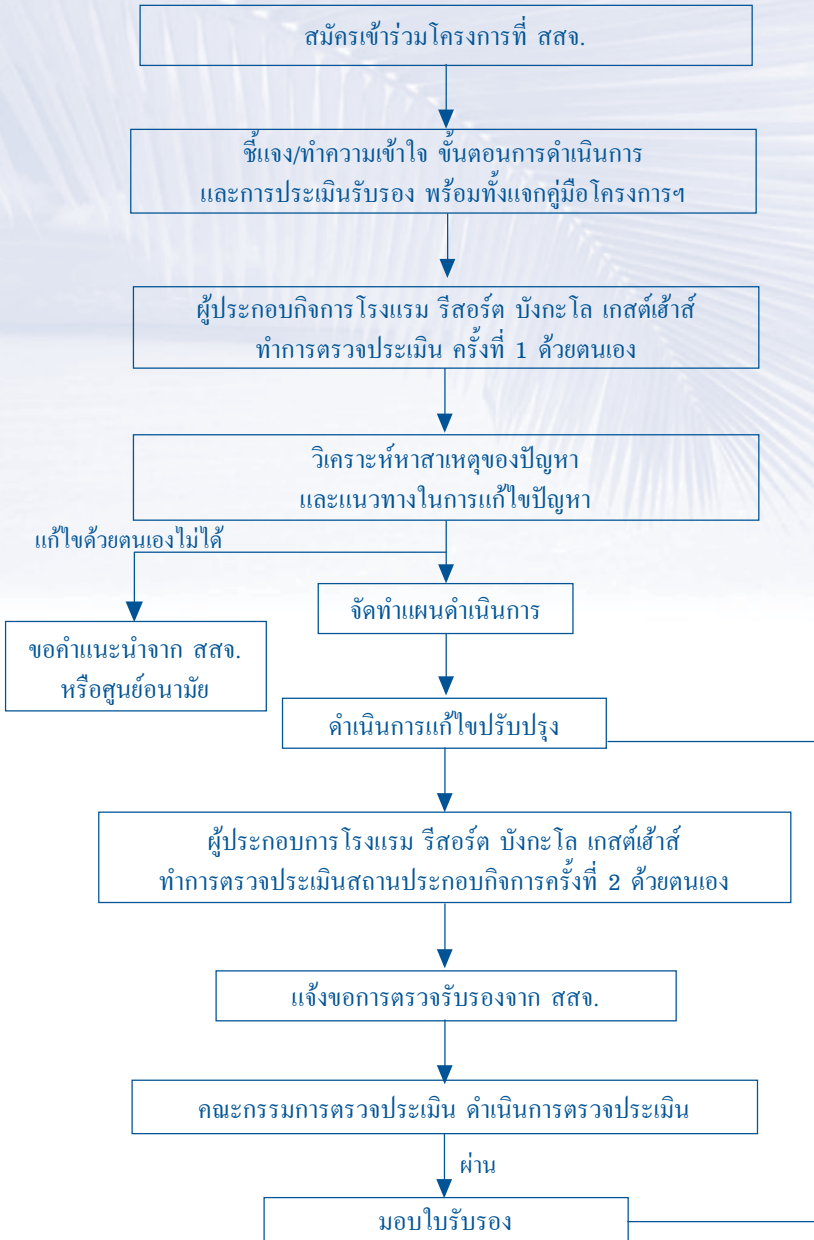 สมัครเข้าร่วมโครงการที่ สสจ.
ชี้แจง/ทำความเข้าใจ ขั้นตอนการดำเนินการ
และการประเมินรับรอง พร้อมทั้งแจกคู่มือโครงการฯ
ผู้ประกอบกิจการโรงแรม รีสอร์ต บังกะโล เกสต์เฮ้าส์
ทำการตรวจประเมิน ครั้งที่ 1 ด้วยตนเอง
วิเคราะห์หาสาเหตุของปัญหา
และแนวทางในการแก้ไขปัญหา
แก้ไขด้วยตนเองไม่ได้
จัดทำแผนดำเนินการ
ขอคำแนะนำจาก สสจ.
หรือศูนย์อนามัย
ดำเนินการแก้ไขปรับปรุง
ผู้ประกอบการโรงแรม รีสอร์ต บังกะโล เกสต์เฮ้าส์
ทำการตรวจประเมินสถานประกอบกิจการครั้งที่ 2 ด้วยตนเอง
แจ้งขอการตรวจรับรองจาก สสจ.
คณะกรรมการตรวจประเมิน ดำเนินการตรวจประเมิน
ผ่าน
มอบใบรับรอง